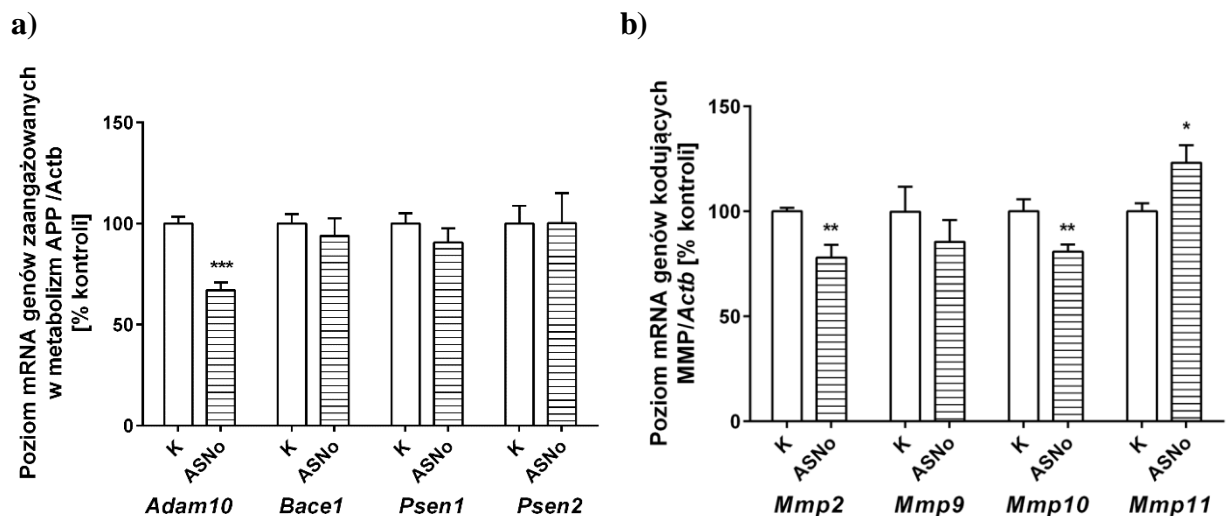 a)
Poziom mRNA genów zaangażowanych
w metabolizm APP /Actb
[% kontroli]
150
100
50
0
***
K
ASNo
K
ASNo
K
ASNo
K
ASNo
Adam10
Bace1
Psen1
Psen2
b)
Poziom mRNA genów kodujących
MMP/Actb [% kontroli]
150
100
50
0
**
**
*
K
ASNo
K
ASNo
K
ASNo
K
ASNo
Mmp2
Mmp9
Mmp10
Mmp11